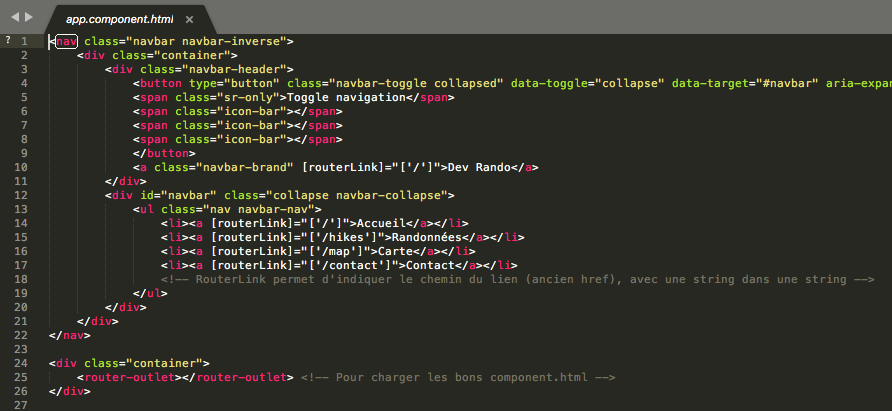 app.component.html ×
? 1 <nav class="navbar navbar-inverse">
2 <div class="container">
3 <div class="navbar-header">
4 <button type="button" class="navbar-toggle collapsed" data-toggle="collapse" data-target="#navbar" aria-expan
5 <span class="sr-only">Toggle navigation</span>
6 <span class="icon-bar"></span>
7 <span class="icon-bar"></span>
8 <span class="icon-bar"></span>
9 </button>
10 <a class="navbar-brand" [routerLink]="['/']">Dev Rando</a>
11 </div>
12 <div id="navbar" class="collapse navbar-collapse">
13 <ul class="nav navbar-nav">
14 <li><a [routerLink]="['/']">Accueil</a></li>
15 <li><a [routerLink]="['/hikes']">Randonnées</a></li>
16 <li><a [routerLink]="['/map']">Carte</a></li>
17 <li><a [routerLink]="['/contact']">Contact</a></li>
18 <!-- RouterLink permet d'indiquer le chemin du lien (ancien href), avec une string dans une string -->
19 </ul>
20 </div>
21 </div>
22 </nav>
23
24 <div class="container">
25 <router-outlet></router-outlet> <!-- Pour charger les bons component.html -->
26 </div>
27